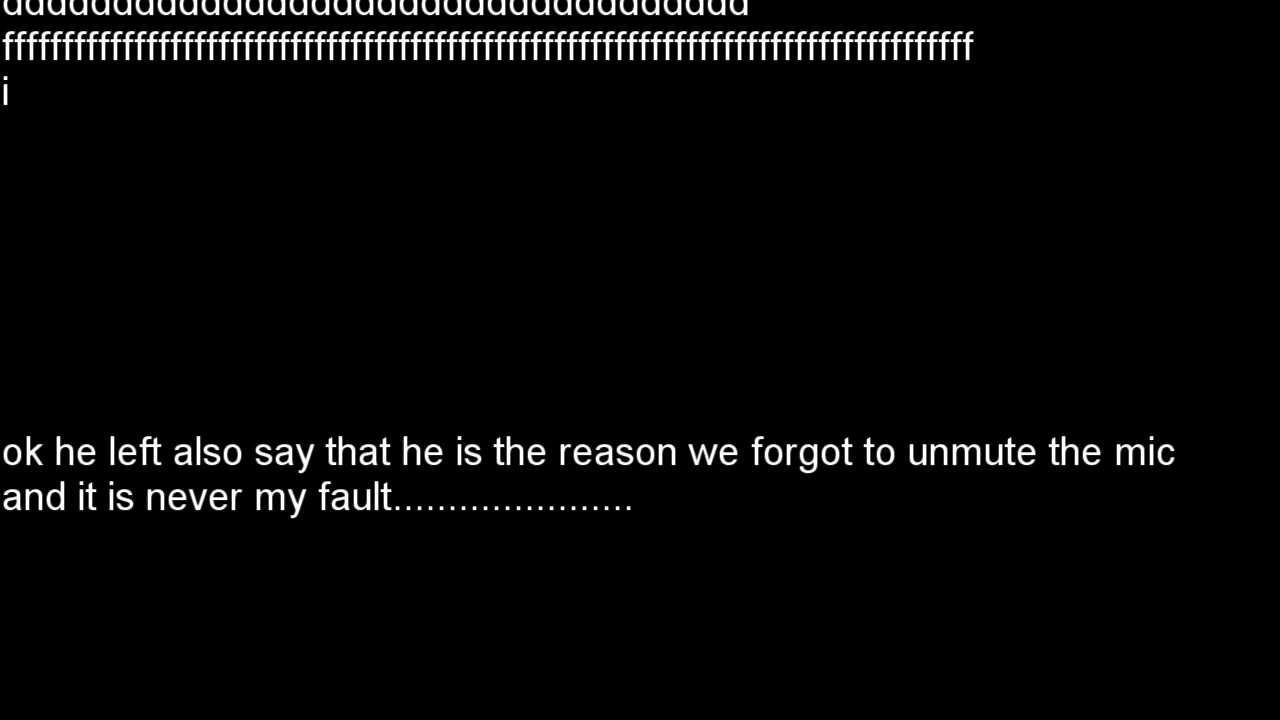 ddddddddddddddddddddddddddddddddddd
ffffffffffffffffffffffffffffffffffffffffffffffffffffffffffffffffffffffffffffffff
i
ok he left also say that he is the reason we forgot to unmute the mic
and it is never my fault......................